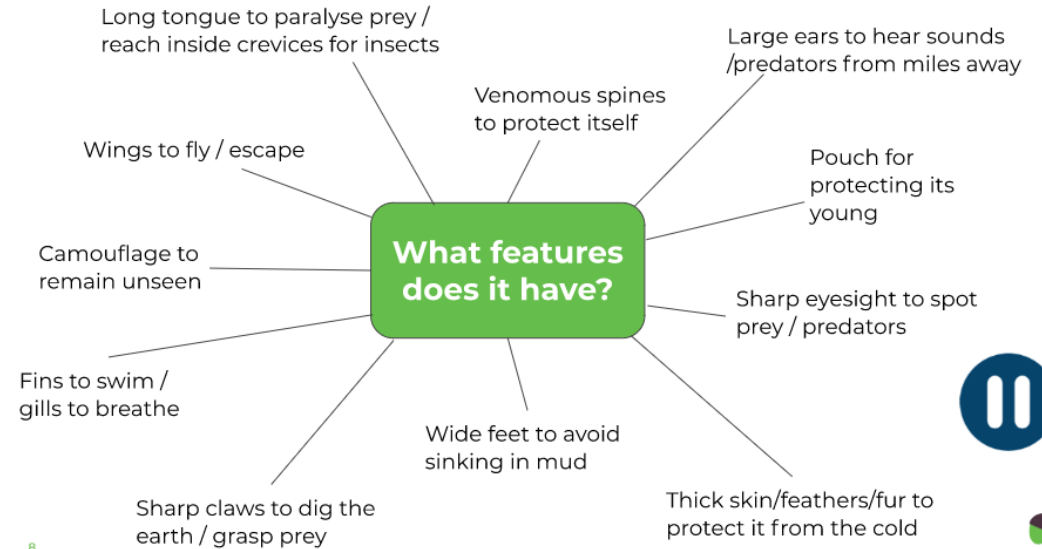 Long tongue to paralyse prey /
reach inside crevices for insects
Large ears to hear sounds
/predators from miles away
Venomous spines
to protect itself
Wings to fly / escape
Pouch for
protecting its
young
What features
does it have?
Camouflage to
remain unseen
Sharp eyesight to spot
prey / predators
Fins to swim /
gills to breathe
Wide feet to avoid
sinking in mud
Sharp claws to dig the
earth / grasp prey
Thick skin/feathers/fur to
protect it from the cold
8